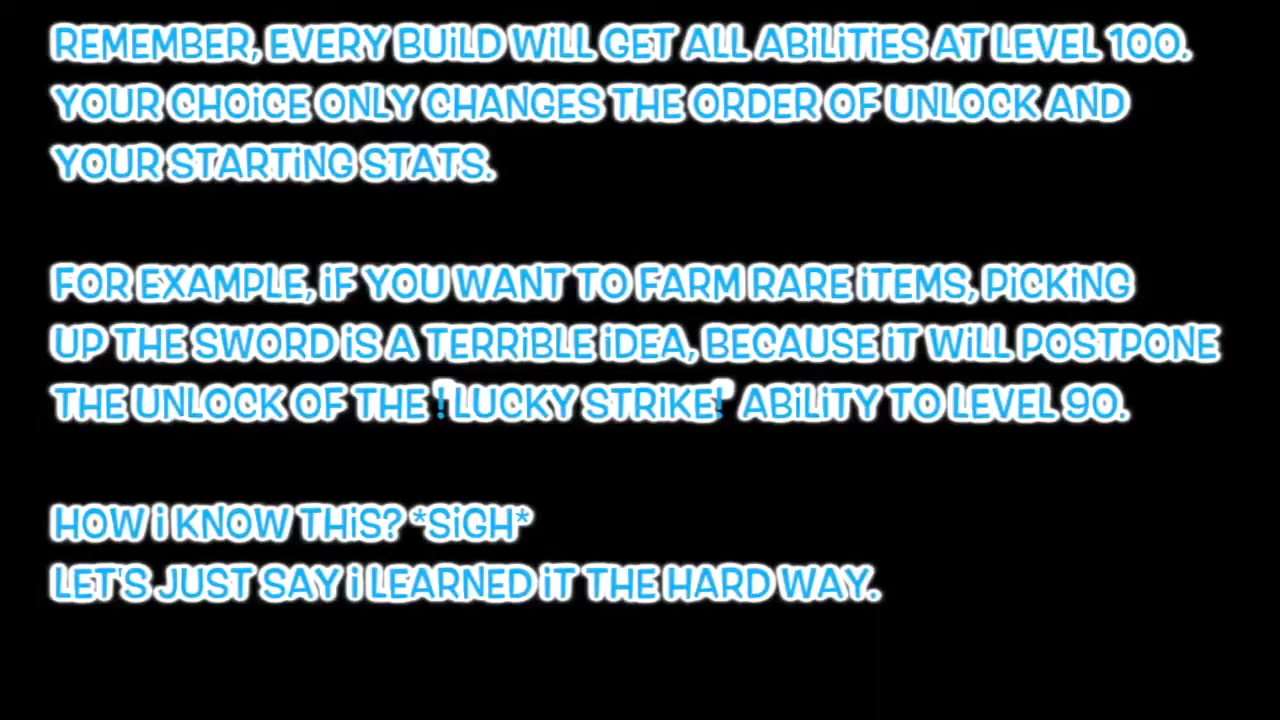 REMEMBER, EVERY BUiLD WiLL GET ALL ABiLiTiES AT LEVEL 100.
YOUR CHOiCE ONLY CHANGES THE ORDER OF UNLOCK AND
YOUR STARTiNG STATS.
FOR EXAMPLE, iF YOU WANT TO FARM RARE iTEMS, PiCKiNG
UP THE SWORD iS A TERRiBLE iDEA, BECAUSE iT WiLL POSTPONE
THE UNLOCK OF THE !LUCKY STRiKE! ABiLiTY TO LEVEL 90.
HOW i KNOW THiS? *SiGH*
LET'S JUST SAY i LEARNED iT THE HARD WAY.